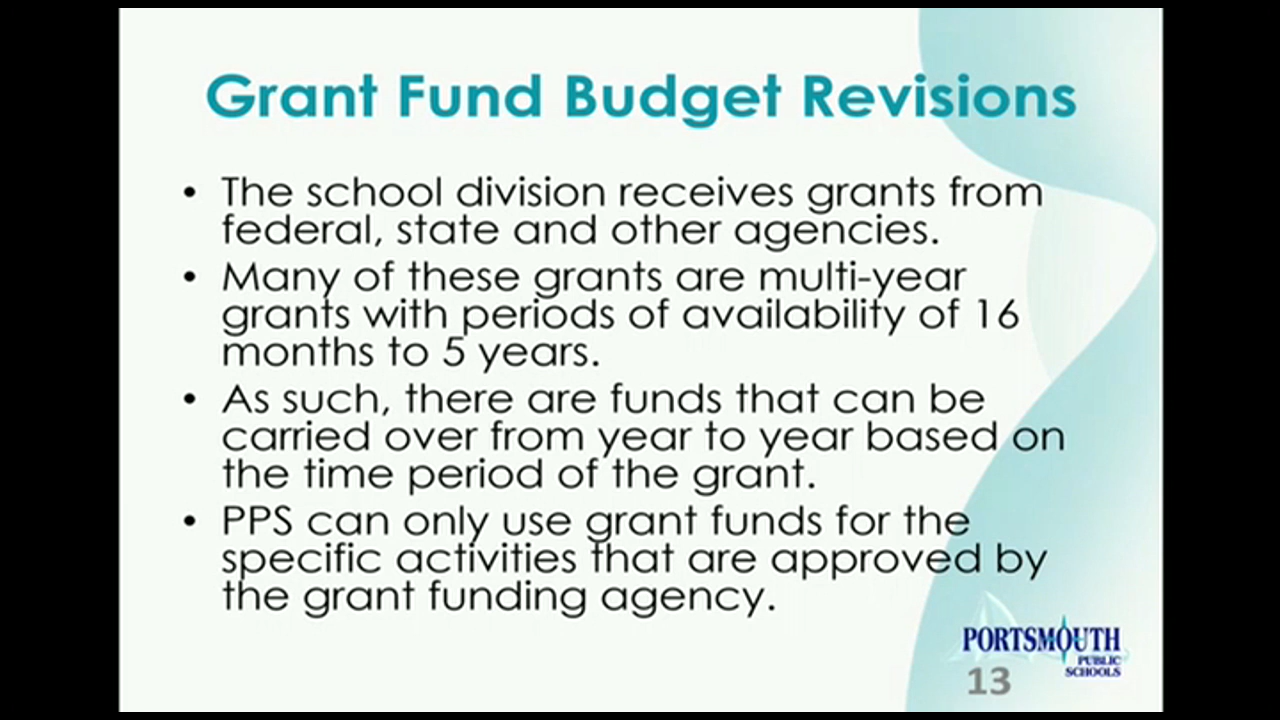 Grant Fund Budget Revisions
• The school division receives grants from
federal, state and other agencies.
• Many of these grants are multi-year
grants with periods of availability of 16
months to 5 years.
• As such, there are funds that can be
carried over from year to year based on
the time period of the grant.
• PPS can only use grant funds for the
specific activities that are approved by
the grant funding agency.
PORTSMOUTH
PUBLIC
SCHOOLS
13